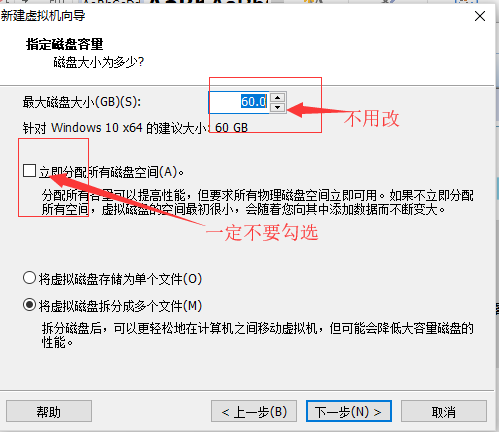 新建虚拟机向导
指定磁盘容量
磁盘大小为多少?
最大磁盘大小(GB)(S): 60.0
不用改
针对 Windows 10 x64 的建议大小: 60 GB
立即分配所有磁盘空间(A)。
分配所有容量可以提高性能，但要求所有物理磁盘空间立即可用。如果不立即分配
所有空间，虚拟磁盘的空间最初很小，会随着您向其中添加数据而不断变大。
一定不要勾选
将虚拟磁盘存储为单个文件(O)
将虚拟磁盘拆分成多个文件(M)
拆分磁盘后，可以更轻松地在计算机之间移动虚拟机，但可能会降低大容量磁盘的
性能。
帮助 < 上一步(B) 下一步(N) > 取消